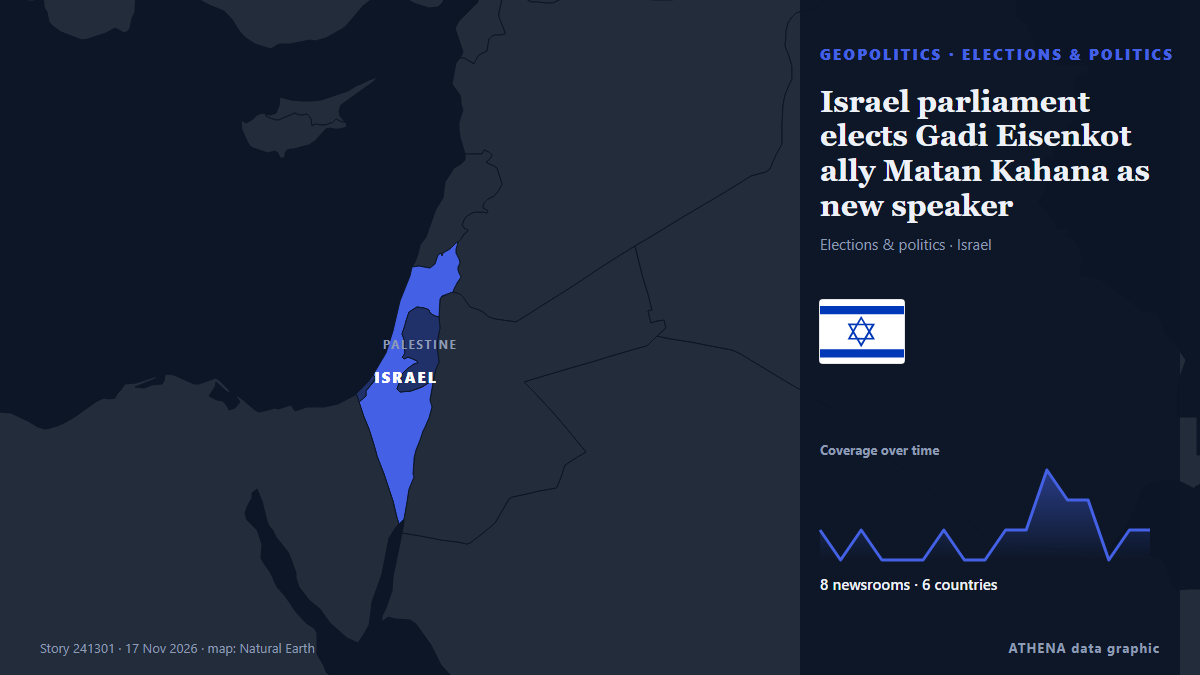 GEOPOLITICS · ELECTIONS & POLITICS
Israel parliament
elects Gadi Eisenkot
ally Matan Kahana as
new speaker
Elections & politics · Israel
PALESTINE
ISRAEL
Coverage over time
8 newsrooms · 6 countries
Story 241301 · 17 Nov 2026 · map: Natural Earth
ATHENA data graphic